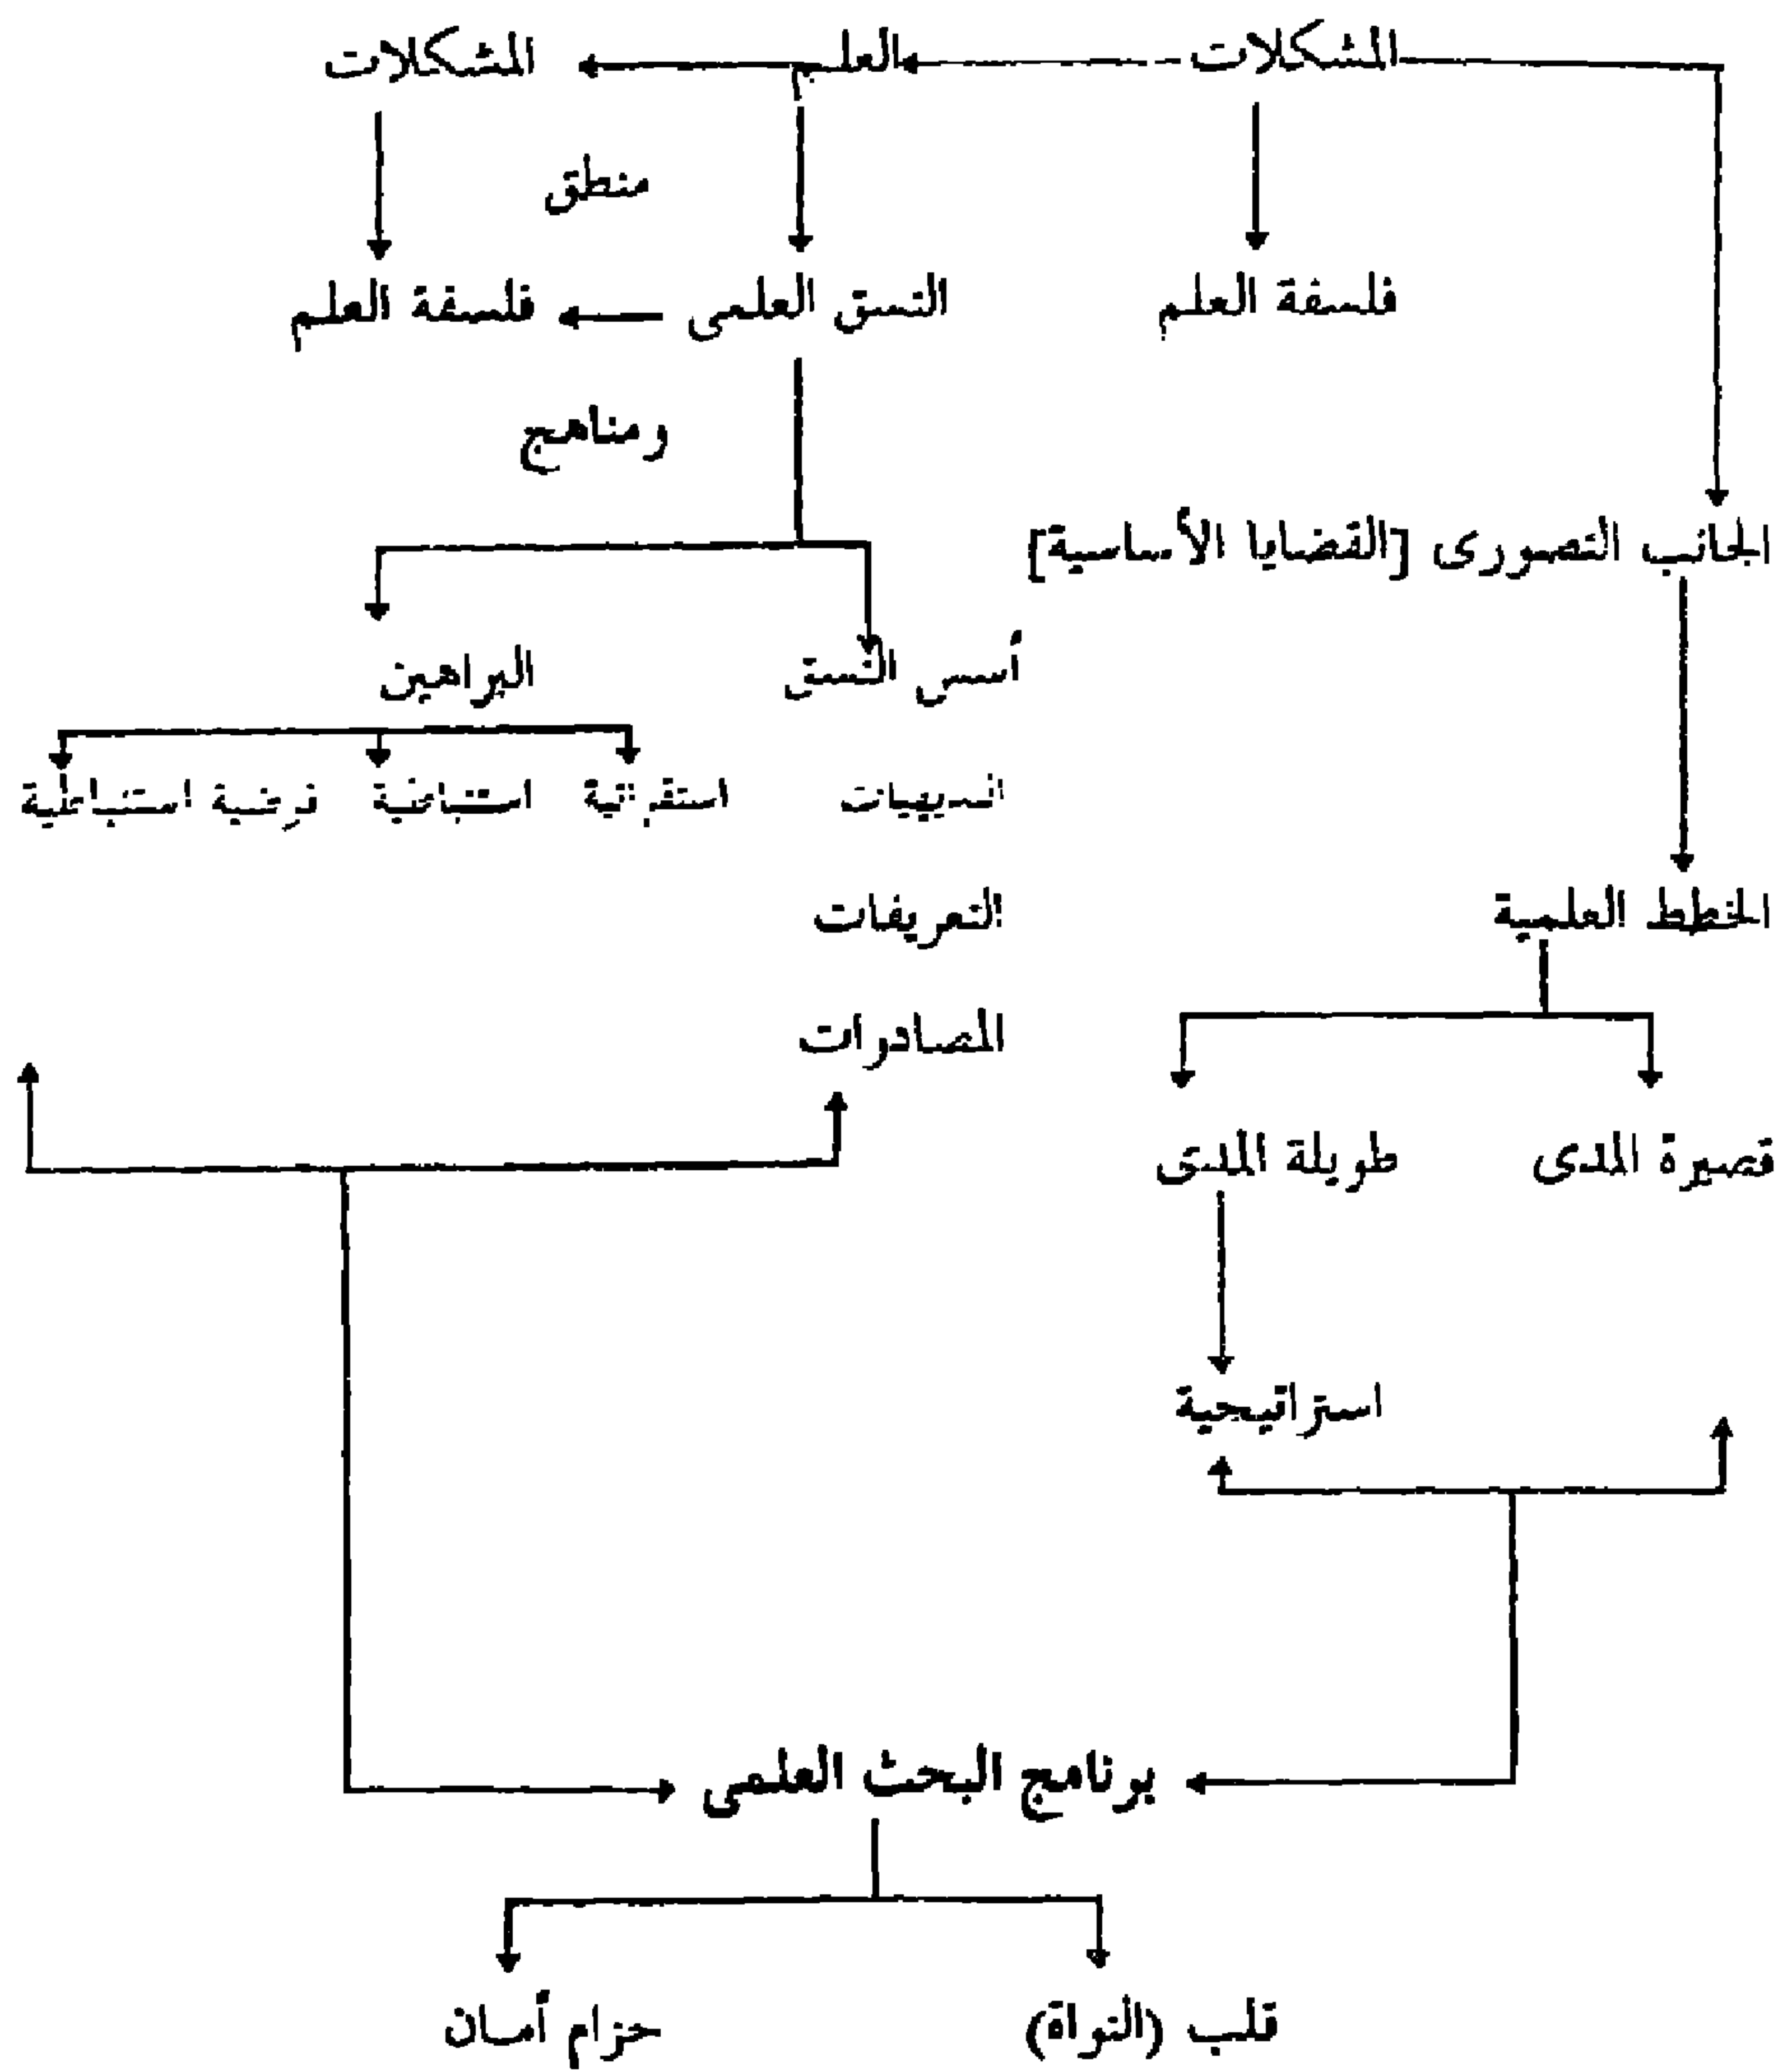 المشكلات العلم المشكلات
منطق
فلسفة العلم النسق العلمى فلسفة العلم
ومناهج
الجانب التصورى [القضايا الأساسية]
أسس النسق البراهين
البديهيات استقرائية استنباطية فرضية استنباطية
الخطط العلمية التعريفات
المصادرات
قصيرة المدى طويلة المدى
استراتيجية
برنامج البحث العلمى
قلب (النواة) حزام أمان